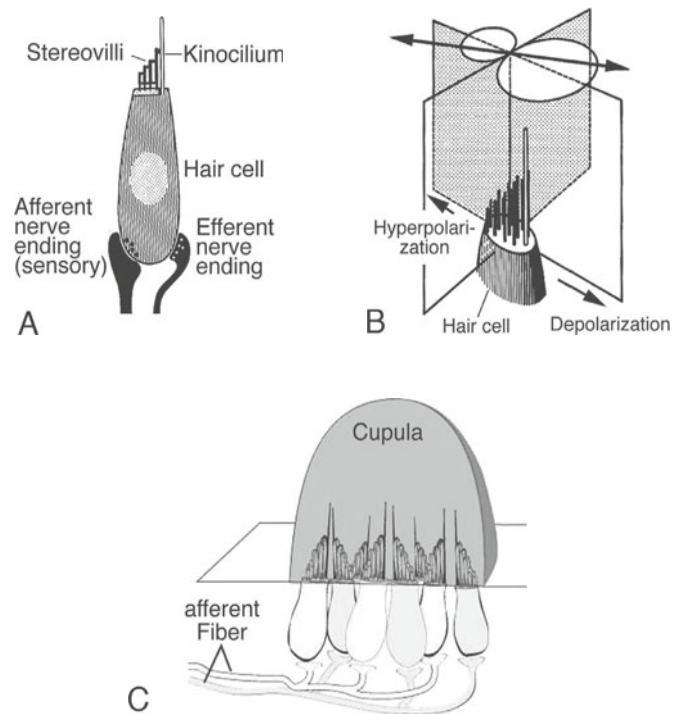 Stereovilli
Kinocilium
Hair cell
Afferent
nerve
ending
(sensory)
Efferent
nerve
ending
A
Hyperpolari-
zation
Hair cell
Depolarization
B
Cupula
afferent
Fiber
C